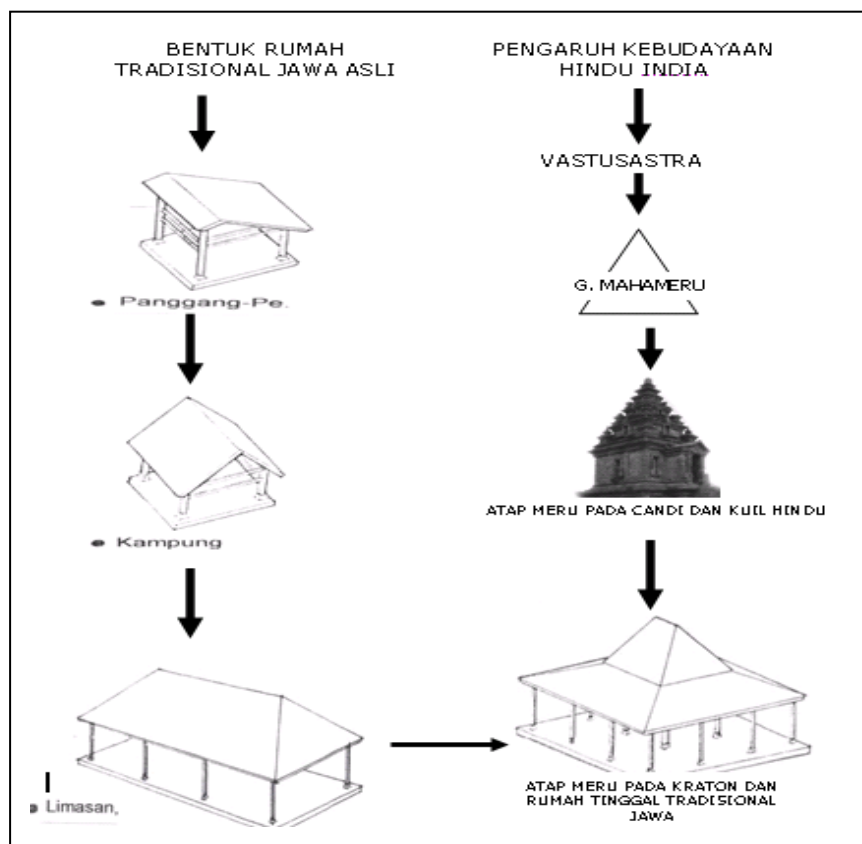 BENTUK RUMAH
TRADISIONAL JAWA ASLI
Panggang-Pe.
Kampung
Limasan,
PENGARUH KEBUDAYAAN
HINDU INDIA
VASTUSASTRA
G. MAHAMERU
ATAP MERU PADA CANDI DAN KUIL HINDU
ATAP MERU PADA KRATON DAN
RUMAH TINGGAL TRADISIONAL
JAWA